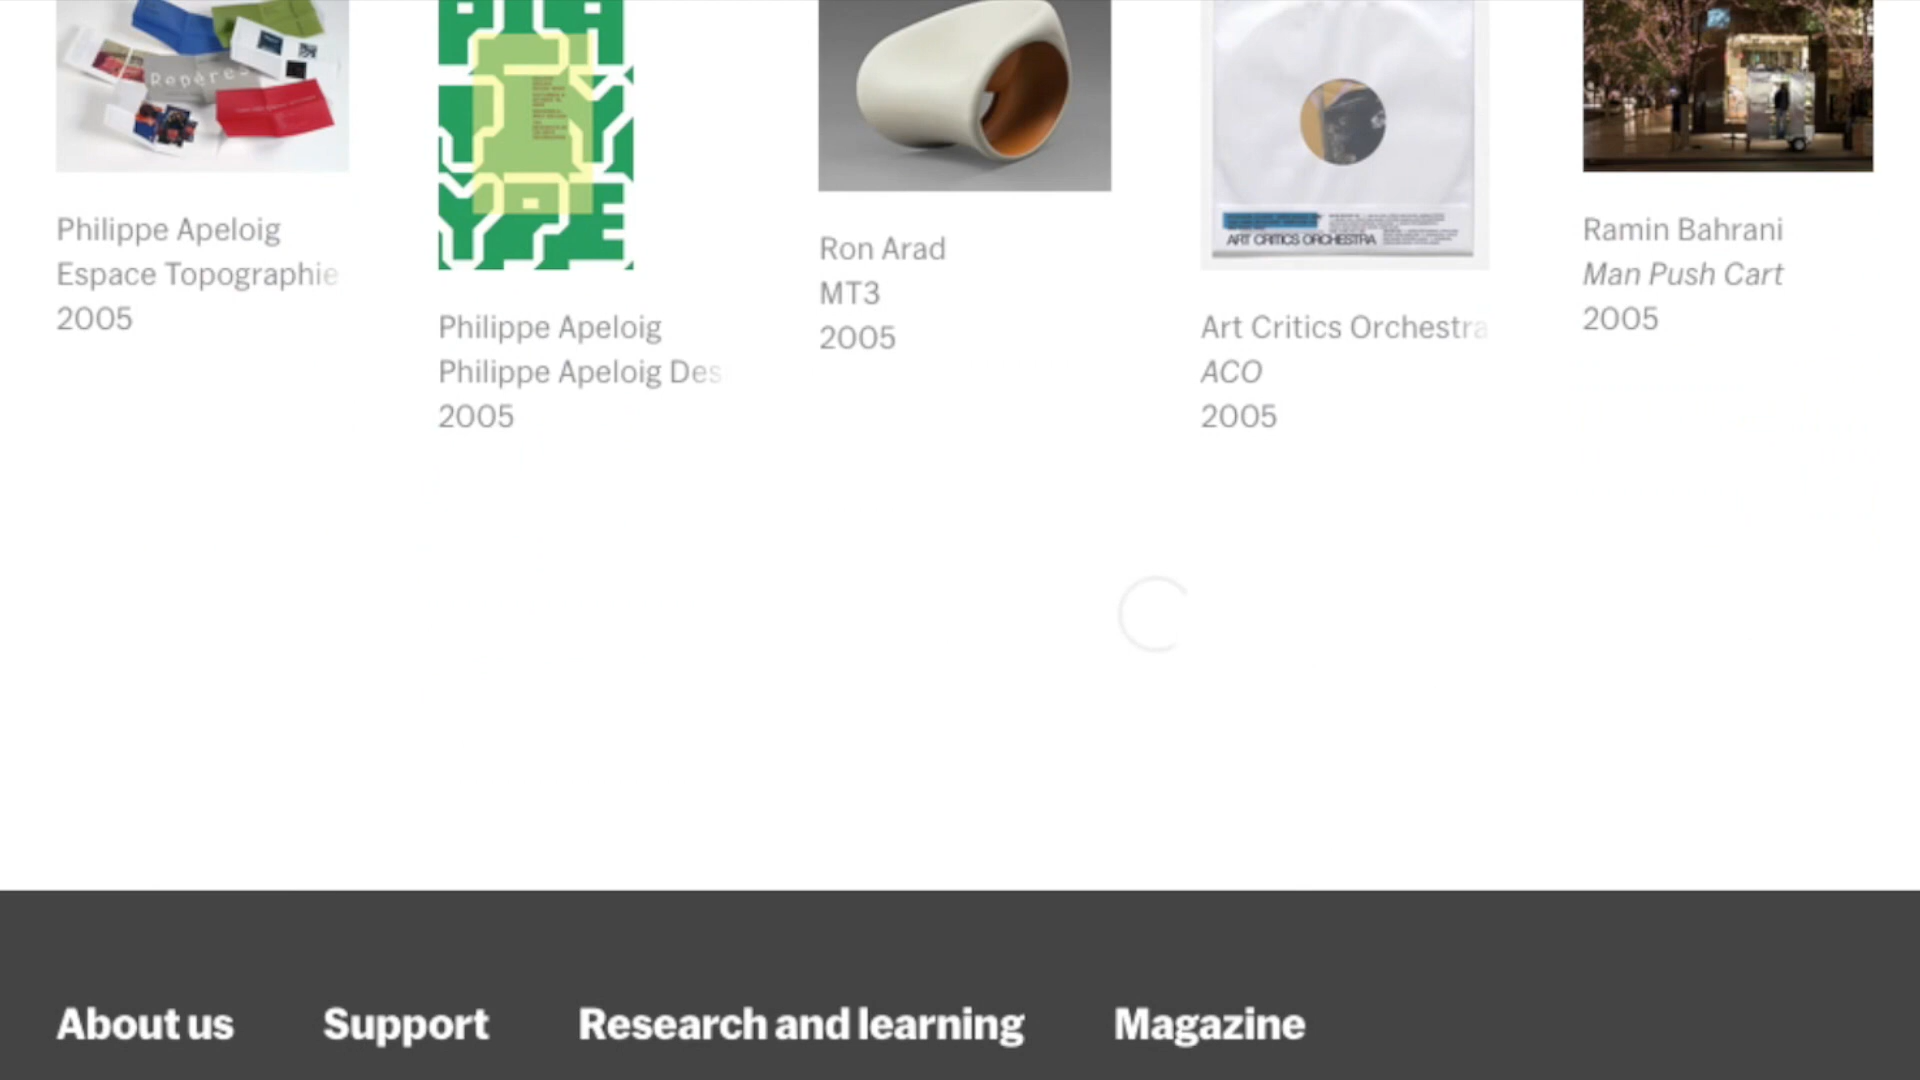 Repères
ART CRITICS ORCHESTRA
Philippe Apeloig
Espace Topographie
2005
Philippe Apeloig
Philippe Apeloig Des
2005
Ron Arad
MT3
2005
Art Critics Orchestra
ACO
2005
Ramin Bahrani
Man Push Cart
2005
About us
Support
Research and learning
Magazine